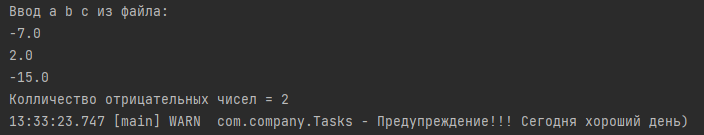 Ввод a b c из файла:
-7.0
2.0
-15.0
Колличество отрицательных чисел = 2
13:33:23.747 [main] WARN  com.company.Tasks - Предупреждение!!! Сегодня хороший день)